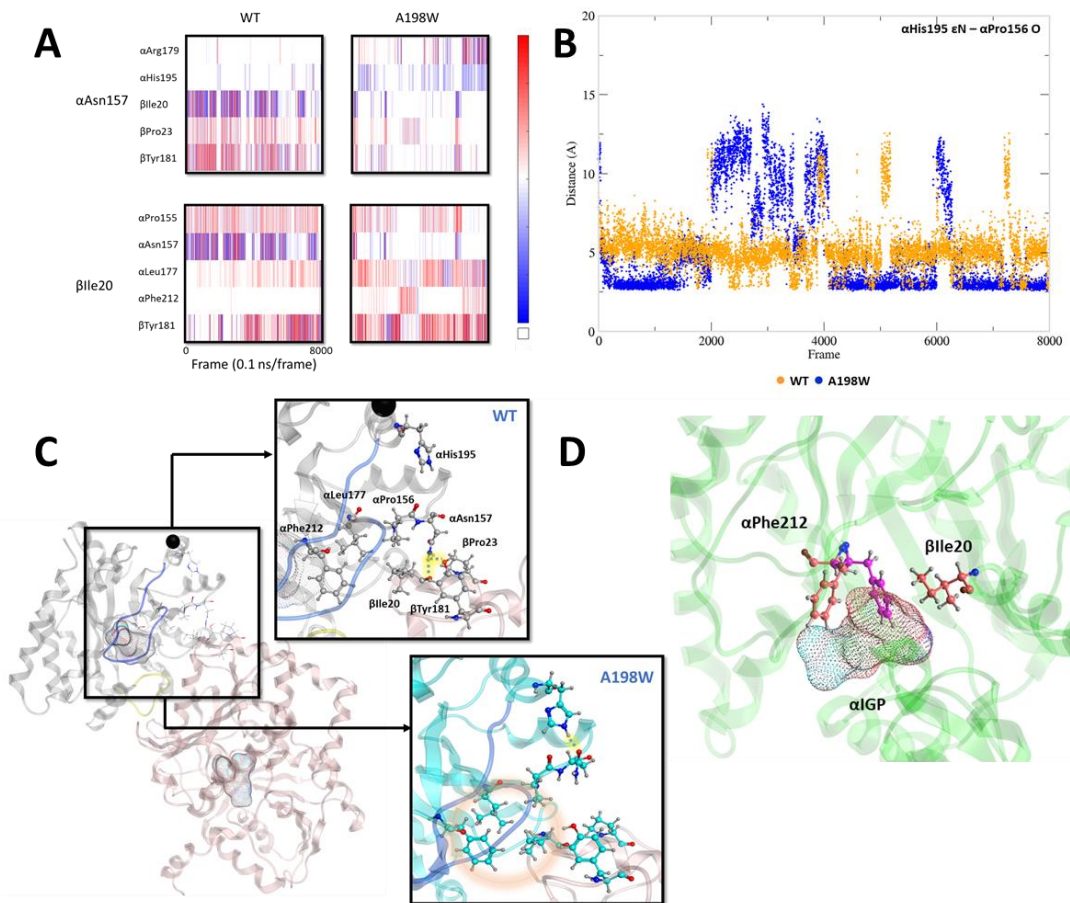 A
WT
A198W
αAsn157
αArg179
αHis195
βIle20
βPro23
βTyr181
βIle20
αPro155
αAsn157
αLeu177
αPhe212
βTyr181
0
8000
Frame (0.1 ns/frame)
B
αHis195 εN – αPro156 O
Distance (A)
20
15
10
5
0
0
2000
4000
6000
8000
Frame
WT
A198W
C
WT
αHis195
αLeu177
αPro156
αPhe212
αAsn157
βPro23
βIle20
βTyr181
A198W
D
αPhe212
βIle20
αIGP